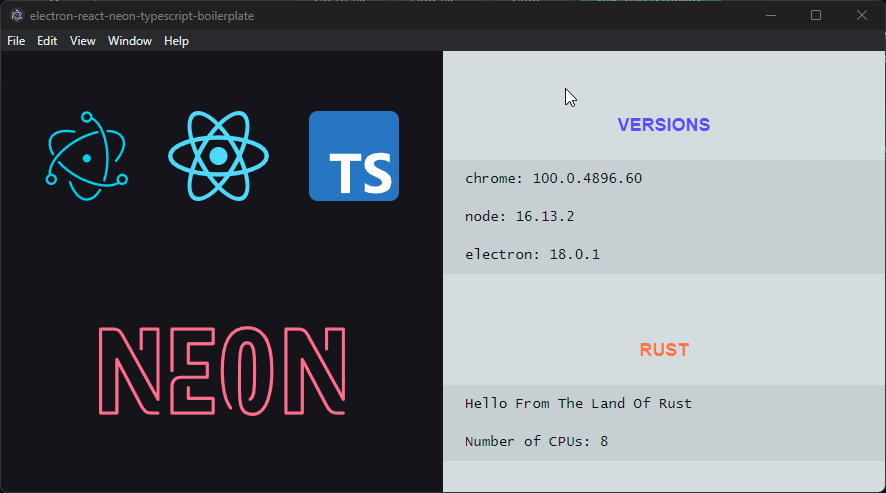 electron-react-neon-typescript-boilerplate
File Edit View Window Help
TS
NEON
VERSIONS
chrome: 100.0.4896.60
node: 16.13.2
electron: 18.0.1
RUST
Hello From The Land Of Rust
Number of CPUs: 8